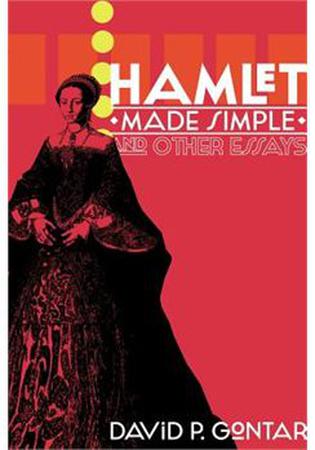 HAMLET
•MADE SIMPLE•
AND OTHER ESSAYS
DAVID P. GONTAR